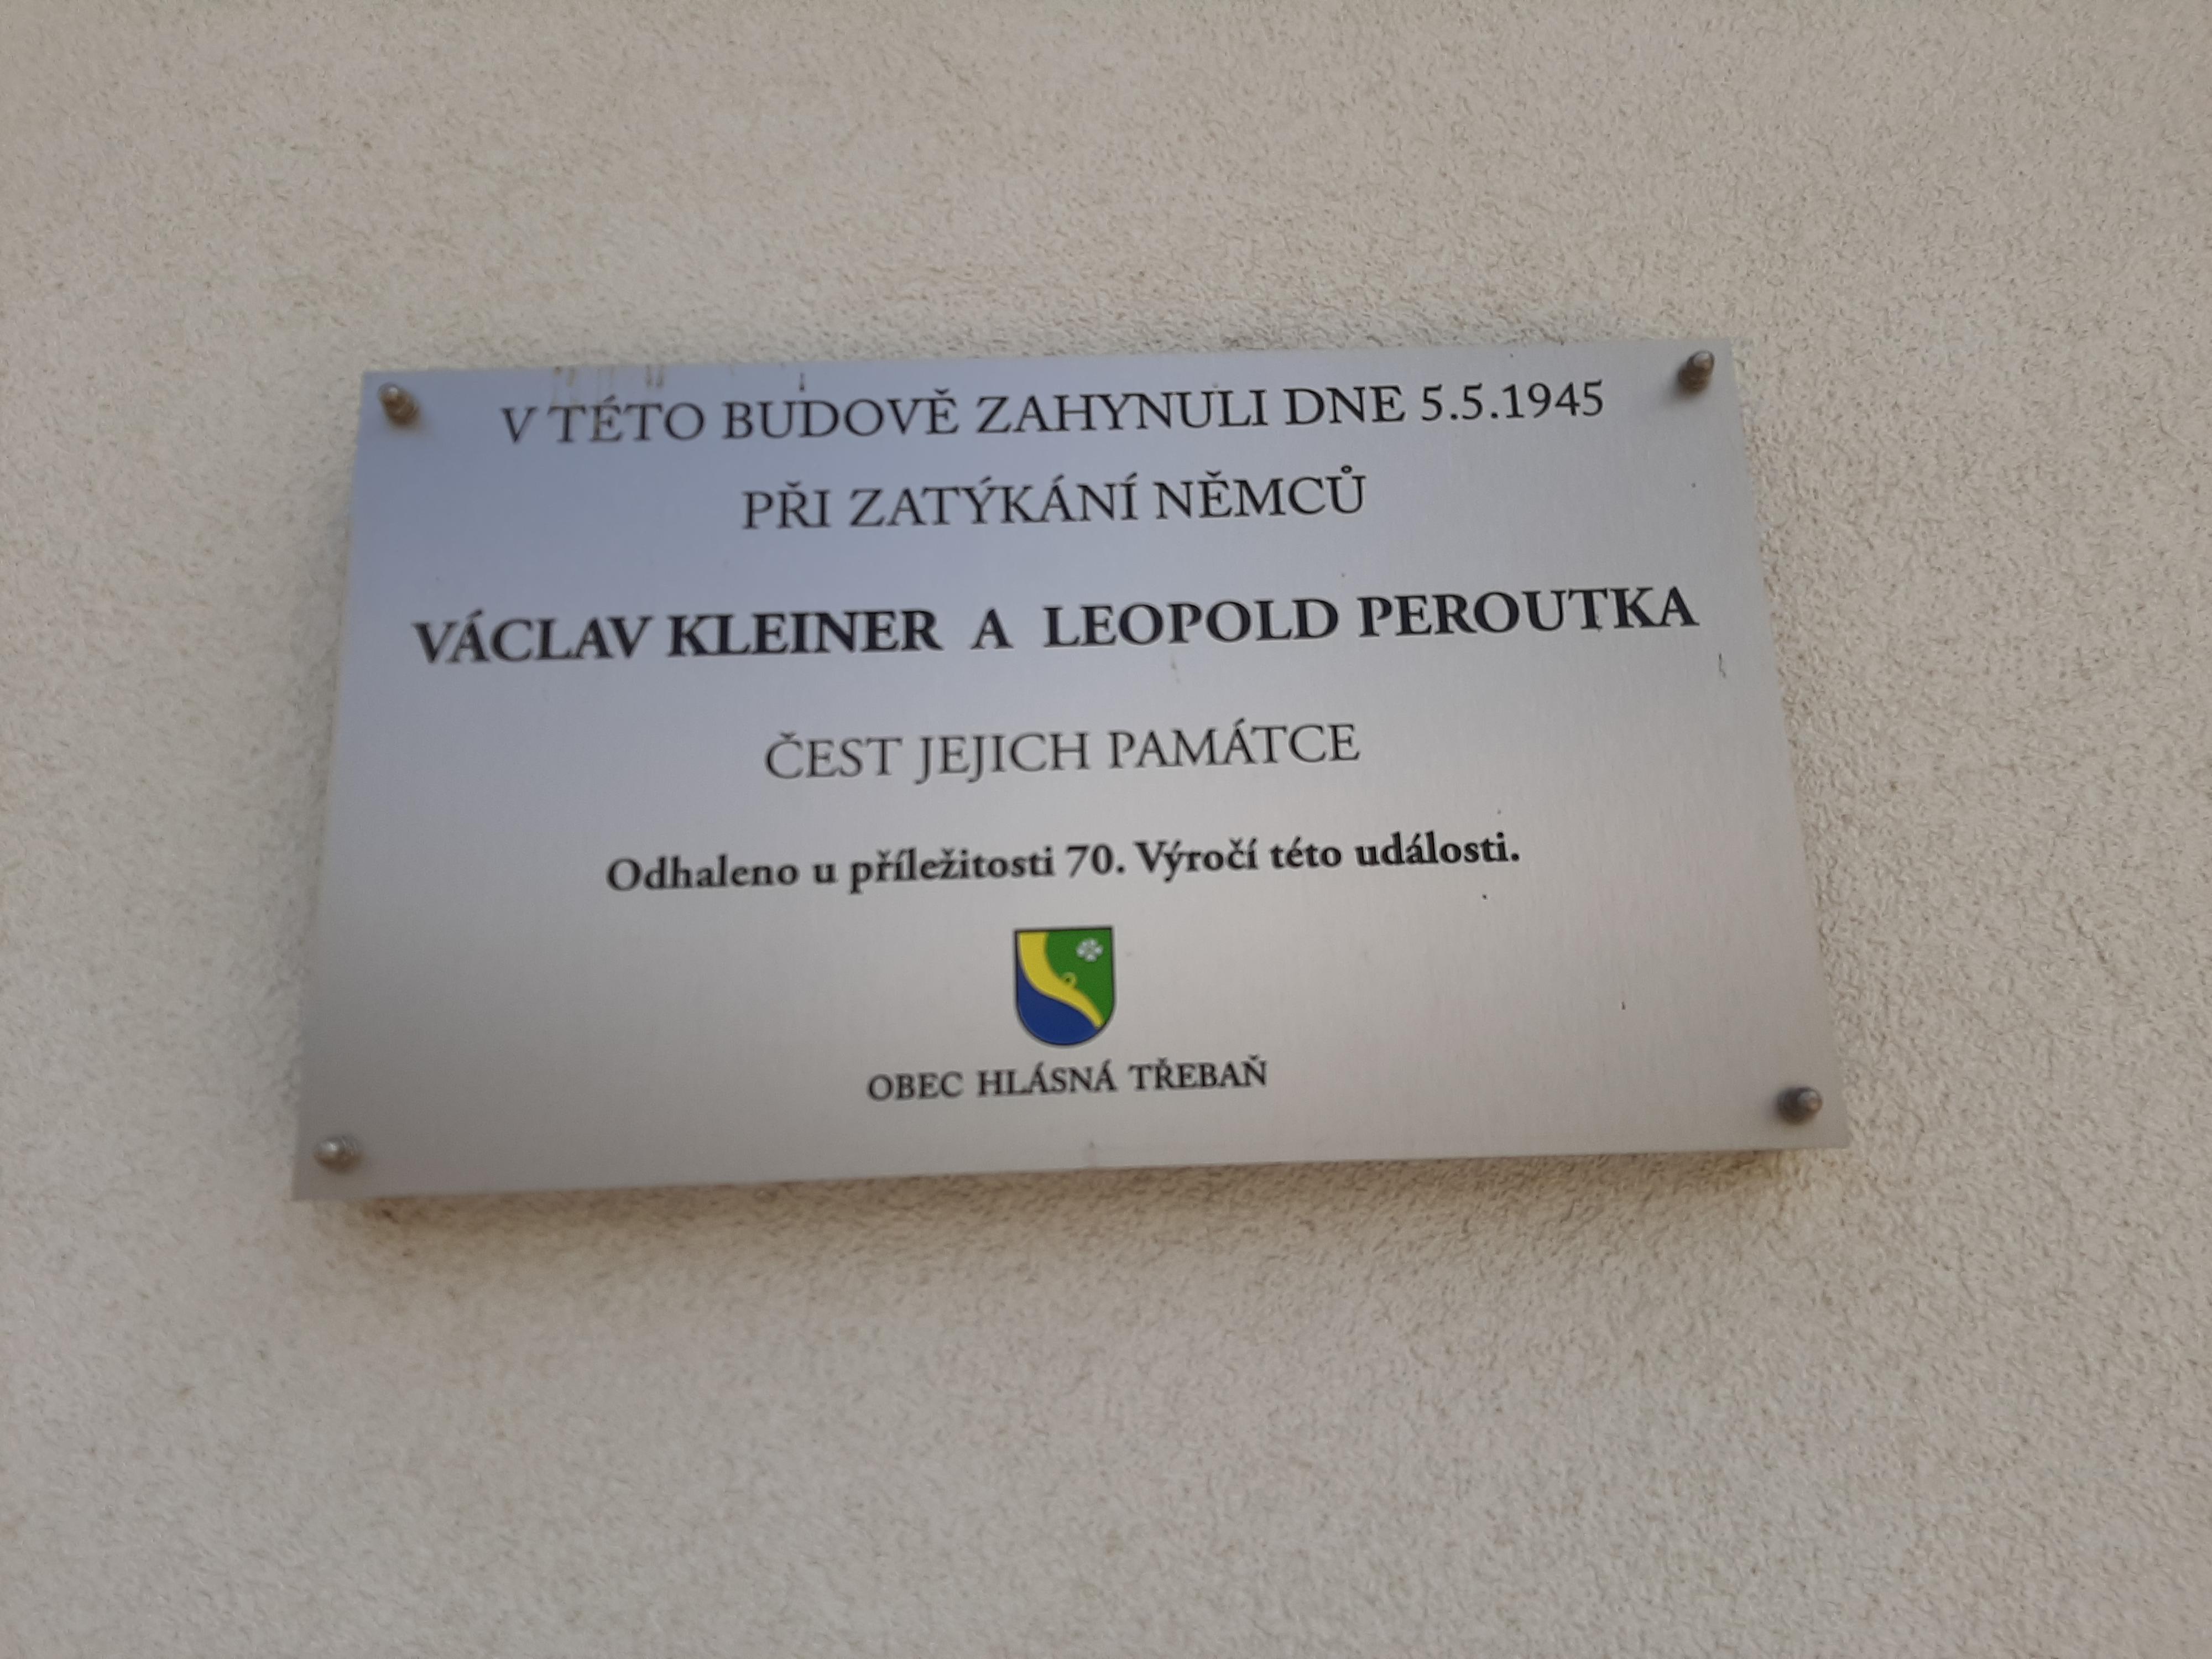 V TÉTO BUDOVĚ ZAHYNULI DNE 5.5.1945
PŘI ZATÝKÁNÍ NĚMCŮ
VÁCLAV KLEINER A LEOPOLD PEROUTKA
ČEST JEJICH PAMÁTCE
Odhaleno u příležitosti 70. Výročí této události.
OBEC HLÁSNÁ TŘEBAŇ